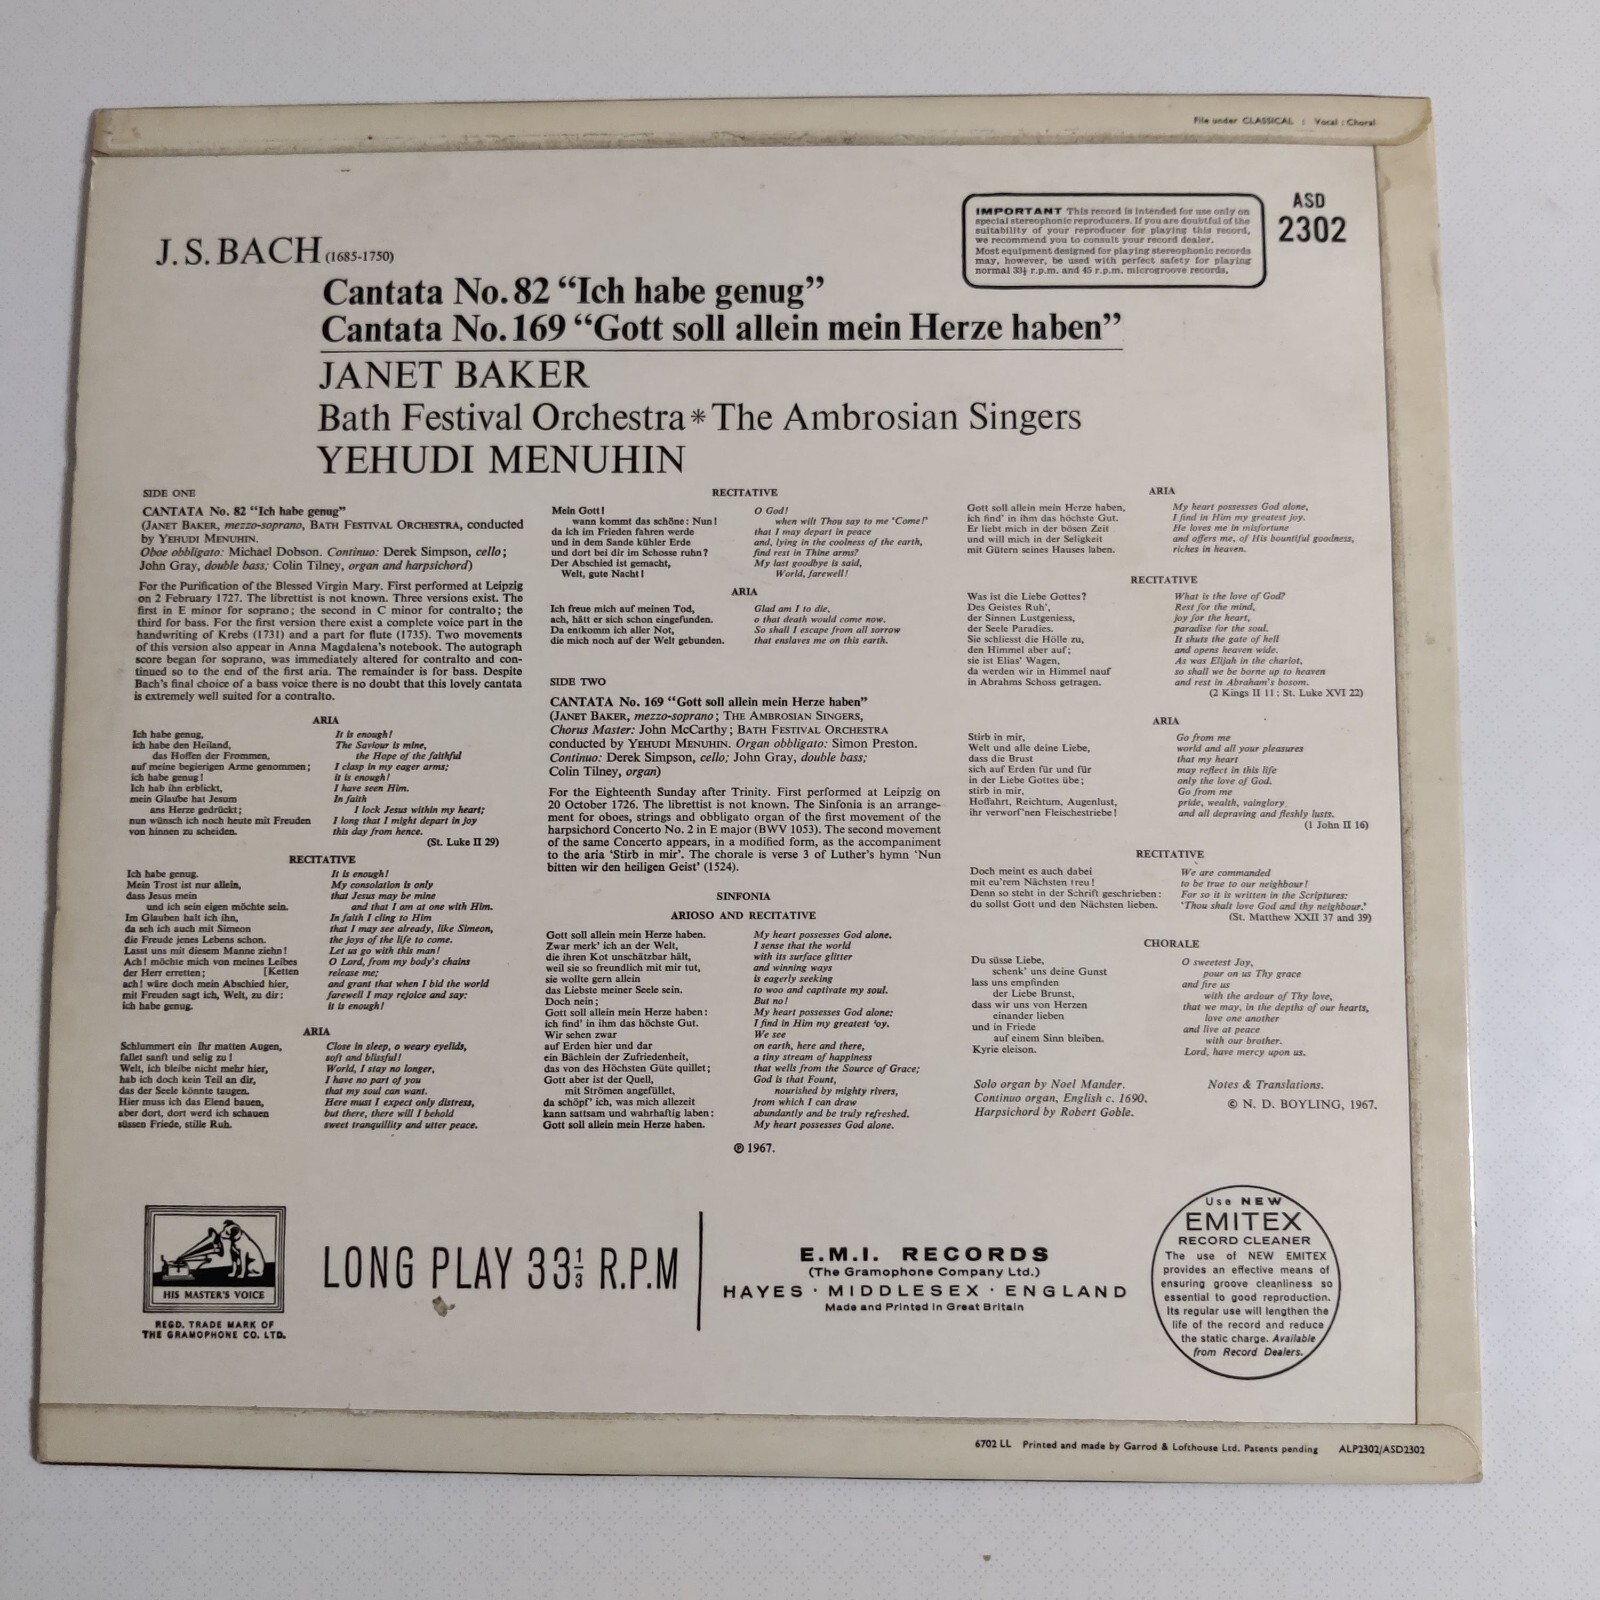 File under CLASSICAL : Vocal : Choral
IMPORTANT This record is intended for use only on
special stereophonic reproducers. If you are doubtful of the
suitability of your reproducer for playing this record,
we recommend you to consult your record dealer.
Most equipment designed for playing stereophonic records
may, however, be used with perfect safety for playing
normal 33⅓ r.p.m. and 45 r.p.m. microgroove records.
ASD
2302
J. S. BACH (1685-1750)
Cantata No. 82 “Ich habe genug”
Cantata No. 169 “Gott soll allein mein Herze haben”
JANET BAKER
Bath Festival Orchestra * The Ambrosian Singers
YEHUDI MENUHIN
SIDE ONE
CANTATA No. 82 “Ich habe genug”
(JANET BAKER, mezzo-soprano, BATH FESTIVAL ORCHESTRA, conducted
by YEHUDI MENUHIN.
Oboe obbligato: Michael Dobson. Continuo: Derek Simpson, cello;
John Gray, double bass; Colin Tilney, organ and harpsichord)
For the Purification of the Blessed Virgin Mary. First performed at Leipzig
on 2 February 1727. The librettist is not known. Three versions exist. The
first in E minor for soprano; the second in C minor for contralto; the
third for bass. For the first version there exist a complete voice part in the
handwriting of Krebs (1731) and a part for flute (1735). Two movements
of this version also appear in Anna Magdalena's notebook. The autograph
score began for soprano, was immediately altered for contralto and con-
tinued so to the end of the first aria. The remainder is for bass. Despite
Bach's final choice of a bass voice there is no doubt that this lovely cantata
is extremely well suited for a contralto.
ARIA
Ich habe genug,
ich habe den Heiland,
das Hoffen der Frommen,
auf meine begierigen Arme genommen;
ich habe genug!
Ich hab ihn erblickt,
mein Glaube hat Jesum
ans Herze gedrückt;
nun wünsch ich noch heute mit Freuden
von hinnen zu scheiden.
It is enough!
The Saviour is mine,
the Hope of the faithful
I clasp in my eager arms;
it is enough!
I have seen Him.
In faith
I lock Jesus within my heart;
I long that I might depart in joy
this day from hence.
(St. Luke II 29)
RECITATIVE
Ich habe genug.
Mein Trost ist nur allein,
dass Jesus mein
und ich sein eigen möchte sein.
Im Glauben halt ich ihn,
da seh ich auch mit Simeon
die Freude jenes Lebens schon.
Lasst uns mit diesem Manne ziehn!
Ach! möchte mich von meines Leibes
der Herr erretten; [Ketten
ach! wäre doch mein Abschied hier,
mit Freuden sagt ich, Welt, zu dir:
ich habe genug.
It is enough!
My consolation is only
that Jesus may be mine
and that I am at one with Him.
In faith I cling to Him
that I may see already, like Simeon,
the joys of the life to come.
Let us go with this man!
O Lord, from my body's chains
release me;
and grant that when I bid the world
farewell I may rejoice and say:
it is enough!
ARIA
Schlummert ein ihr matten Augen,
fallet sanft und selig zu!
Welt, ich bleibe nicht mehr hier,
hab ich doch kein Teil an dir,
das der Seele könnte taugen.
Hier muss ich das Elend bauen,
aber dort, dort werd ich schauen
süssen Friede, stille Ruh.
Close in sleep, o weary eyelids,
soft and blissful!
World, I stay no longer,
I have no part of you
that my soul can want.
Here must I expect only distress,
but there, there will I behold
sweet tranquillity and utter peace.
RECITATIVE
Mein Gott!
wann kommt das schöne: Nun!
da ich im Frieden fahren werde
und in dem Sande kühler Erde
und dort bei dir im Schosse ruhn?
Der Abschied ist gemacht,
Welt, gute Nacht!
O God!
when wilt Thou say to me ‘Come!’
that I may depart in peace
and, lying in the coolness of the earth,
find rest in Thine arms?
My last goodbye is said,
World, farewell!
ARIA
Ich freue mich auf meinen Tod,
ach, hätt er sich schon eingefunden.
Da entkomm ich aller Not,
die mich noch auf der Welt gebunden.
Glad am I to die,
o that death would come now.
So shall I escape from all sorrow
that enslaves me on this earth.
SIDE TWO
CANTATA No. 169 “Gott soll allein mein Herze haben”
(JANET BAKER, mezzo-soprano; THE AMBROSIAN SINGERS,
Chorus Master: John McCarthy; BATH FESTIVAL ORCHESTRA
conducted by YEHUDI MENUHIN. Organ obbligato: Simon Preston.
Continuo: Derek Simpson, cello; John Gray, double bass;
Colin Tilney, organ)
For the Eighteenth Sunday after Trinity. First performed at Leipzig on
20 October 1726. The librettist is not known. The Sinfonia is an arrange-
ment for oboes, strings and obbligato organ of the first movement of the
harpsichord Concerto No. 2 in E major (BWV 1053). The second movement
of the same Concerto appears, in a modified form, as the accompaniment
to the aria ‘Stirb in mir’. The chorale is verse 3 of Luther's hymn ‘Nun
bitten wir den heiligen Geist’ (1524).
SINFONIA
ARIOSO AND RECITATIVE
Gott soll allein mein Herze haben.
Zwar merk' ich an der Welt,
die ihren Kot unschätzbar hält,
weil sie so freundlich mit mir tut,
sie wollte gern allein
das Liebste meiner Seele sein.
Doch nein;
Gott soll allein mein Herze haben:
ich find' in ihm das höchste Gut.
Wir sehen zwar
auf Erden hier und dar
ein Bächlein der Zufriedenheit,
das von des Höchsten Güte quillet;
Gott aber ist der Quell,
mit Strömen angefüllet,
da schöpf' ich, was mich allezeit
kann sattsam und wahrhaftig laben:
Gott soll allein mein Herze haben.
My heart possesses God alone.
I sense that the world
with its surface glitter
and winning ways
is eagerly seeking
to woo and captivate my soul.
But no!
My heart possesses God alone;
I find in Him my greatest joy.
We see
on earth, here and there,
a tiny stream of happiness
that wells from the Source of Grace;
God is that Fount,
nourished by mighty rivers,
from which I can draw
abundantly and be truly refreshed.
My heart possesses God alone.
℗ 1967.
ARIA
Gott soll allein mein Herze haben,
ich find' in ihm das höchste Gut.
Er liebt mich in der bösen Zeit
und will mich in der Seligkeit
mit Gütern seines Hauses laben.
My heart possesses God alone,
I find in Him my greatest joy.
He loves me in misfortune
and offers me, of His bountiful goodness,
riches in heaven.
RECITATIVE
Was ist die Liebe Gottes?
Des Geistes Ruh',
der Sinnen Lustgeniess,
der Seele Paradies.
Sie schliesst die Hölle zu,
den Himmel aber auf;
sie ist Elias' Wagen,
da werden wir in Himmel nauf
in Abrahms Schoss getragen.
What is the love of God?
Rest for the mind,
joy for the heart,
paradise for the soul.
It shuts the gate of hell
and opens heaven wide.
As was Elijah in the chariot,
so shall we be borne up to heaven
and rest in Abraham's bosom.
(2 Kings II 11 : St. Luke XVI 22)
ARIA
Stirb in mir,
Welt und alle deine Liebe,
dass die Brust
sich auf Erden für und für
in der Liebe Gottes übe;
stirb in mir,
Hoffahrt, Reichtum, Augenlust,
ihr verworf'nen Fleischestriebe!
Go from me
world and all your pleasures
that my heart
may reflect in this life
only the love of God.
Go from me
pride, wealth, vainglory,
and all depraving and fleshly lusts.
(1 John II 16)
RECITATIVE
Doch meint es auch dabei
mit eu'rem Nächsten treu!
Denn so steht in der Schrift geschrieben:
du sollst Gott und den Nächsten lieben.
We are commanded
to be true to our neighbour!
For so it is written in the Scriptures:
‘Thou shalt love God and thy neighbour.’
(St. Matthew XXII 37 and 39)
CHORALE
Du süsse Liebe,
schenk' uns deine Gunst
lass uns empfinden
der Liebe Brunst,
dass wir uns von Herzen
einander lieben
und in Friede
auf einem Sinn bleiben.
Kyrie eleison.
O sweetest Joy,
pour on us Thy grace
and fire us
with the ardour of Thy love,
that we may, in the depths of our hearts,
love one another
and live at peace
with our brother.
Lord, have mercy upon us.
Solo organ by Noel Mander.
Continuo organ, English c. 1690.
Harpsichord by Robert Goble.
Notes & Translations.
© N. D. BOYLING, 1967.
HIS MASTER'S VOICE
REGD. TRADE MARK OF
THE GRAMOPHONE CO. LTD.
LONG PLAY 33⅓ R.P.M
E.M.I. RECORDS
(The Gramophone Company Ltd.)
HAYES · MIDDLESEX · ENGLAND
Made and Printed in Great Britain
Use NEW
EMITEX
RECORD CLEANER
The use of NEW EMITEX
provides an effective means of
ensuring groove cleanliness so
essential to good reproduction.
Its regular use will lengthen the
life of the record and reduce
the static charge. Available
from Record Dealers.
6702 LL Printed and made by Garrod & Lofthouse Ltd. Patents pending ALP2302/ASD2302